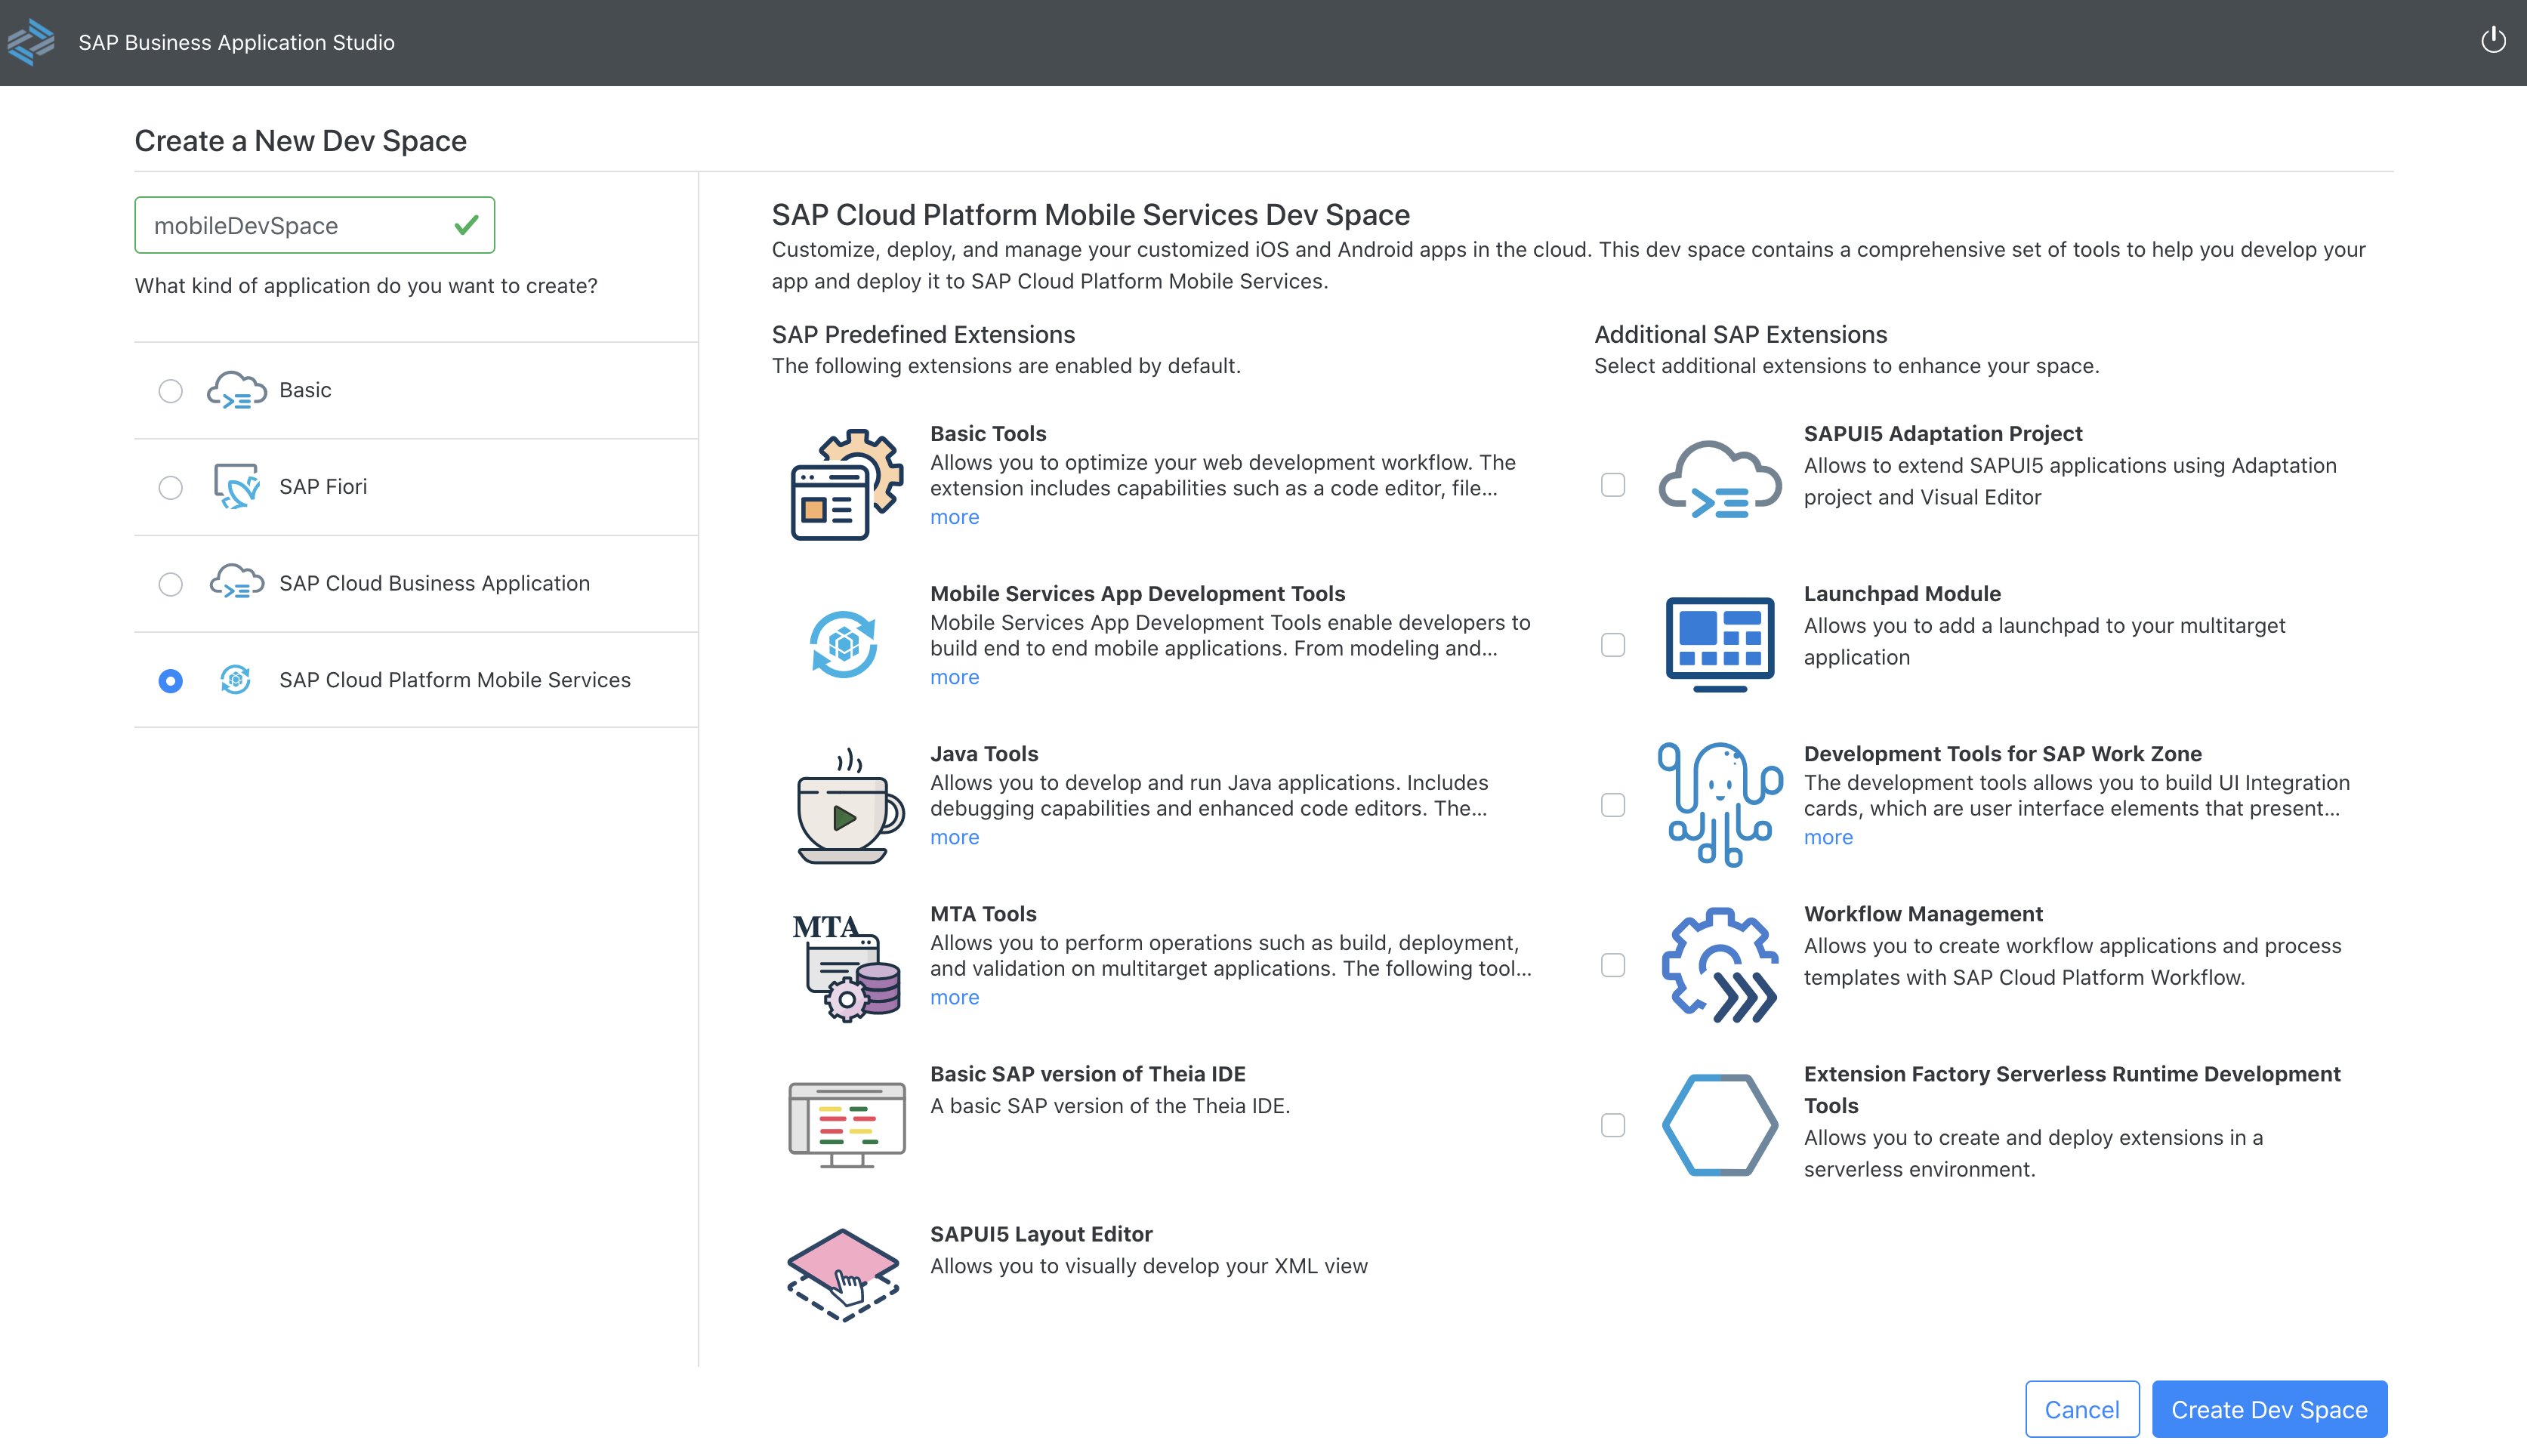 SAP Business Application Studio
Create a New Dev Space
mobileDevSpace
What kind of application do you want to create?
Basic
SAP Fiori
SAP Cloud Business Application
SAP Cloud Platform Mobile Services
SAP Cloud Platform Mobile Services Dev Space
Customize, deploy, and manage your customized iOS and Android apps in the cloud. This dev space contains a comprehensive set of tools to help you develop your
app and deploy it to SAP Cloud Platform Mobile Services.
SAP Predefined Extensions
The following extensions are enabled by default.
Basic Tools
Allows you to optimize your web development workflow. The
extension includes capabilities such as a code editor, file...
more
Mobile Services App Development Tools
Mobile Services App Development Tools enable developers to
build end to end mobile applications. From modeling and...
more
Java Tools
Allows you to develop and run Java applications. Includes
debugging capabilities and enhanced code editors. The...
more
MTA
MTA Tools
Allows you to perform operations such as build, deployment,
and validation on multitarget applications. The following tool...
more
Basic SAP version of Theia IDE
A basic SAP version of the Theia IDE.
SAPUI5 Layout Editor
Allows you to visually develop your XML view
Additional SAP Extensions
Select additional extensions to enhance your space.
SAPUI5 Adaptation Project
Allows to extend SAPUI5 applications using Adaptation
project and Visual Editor
Launchpad Module
Allows you to add a launchpad to your multitarget
application
Development Tools for SAP Work Zone
The development tools allows you to build UI Integration
cards, which are user interface elements that present...
more
Workflow Management
Allows you to create workflow applications and process
templates with SAP Cloud Platform Workflow.
Extension Factory Serverless Runtime Development
Tools
Allows you to create and deploy extensions in a
serverless environment.
Cancel
Create Dev Space